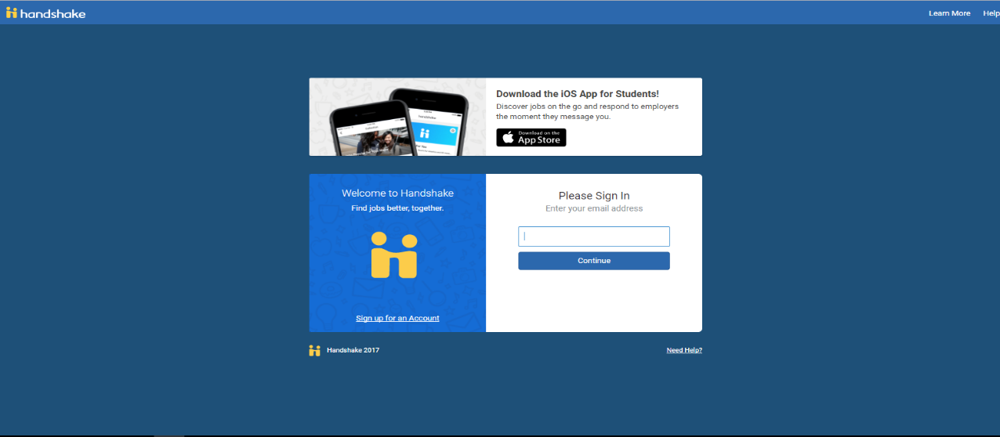 handshake
Learn More
Help
Download the iOS App for Students!
Discover jobs on the go and respond to employers
the moment they message you.
Download on the
App Store
Welcome to Handshake
Find jobs better, together.
Sign up for an Account
Please Sign In
Enter your email address
Continue
Handshake 2017
Need Help?